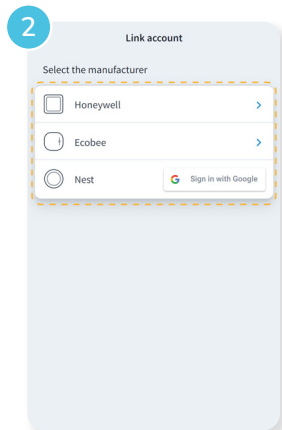 2
Link account
Select the manufacturer
Honeywell
Ecobee
Nest
Sign in with Google